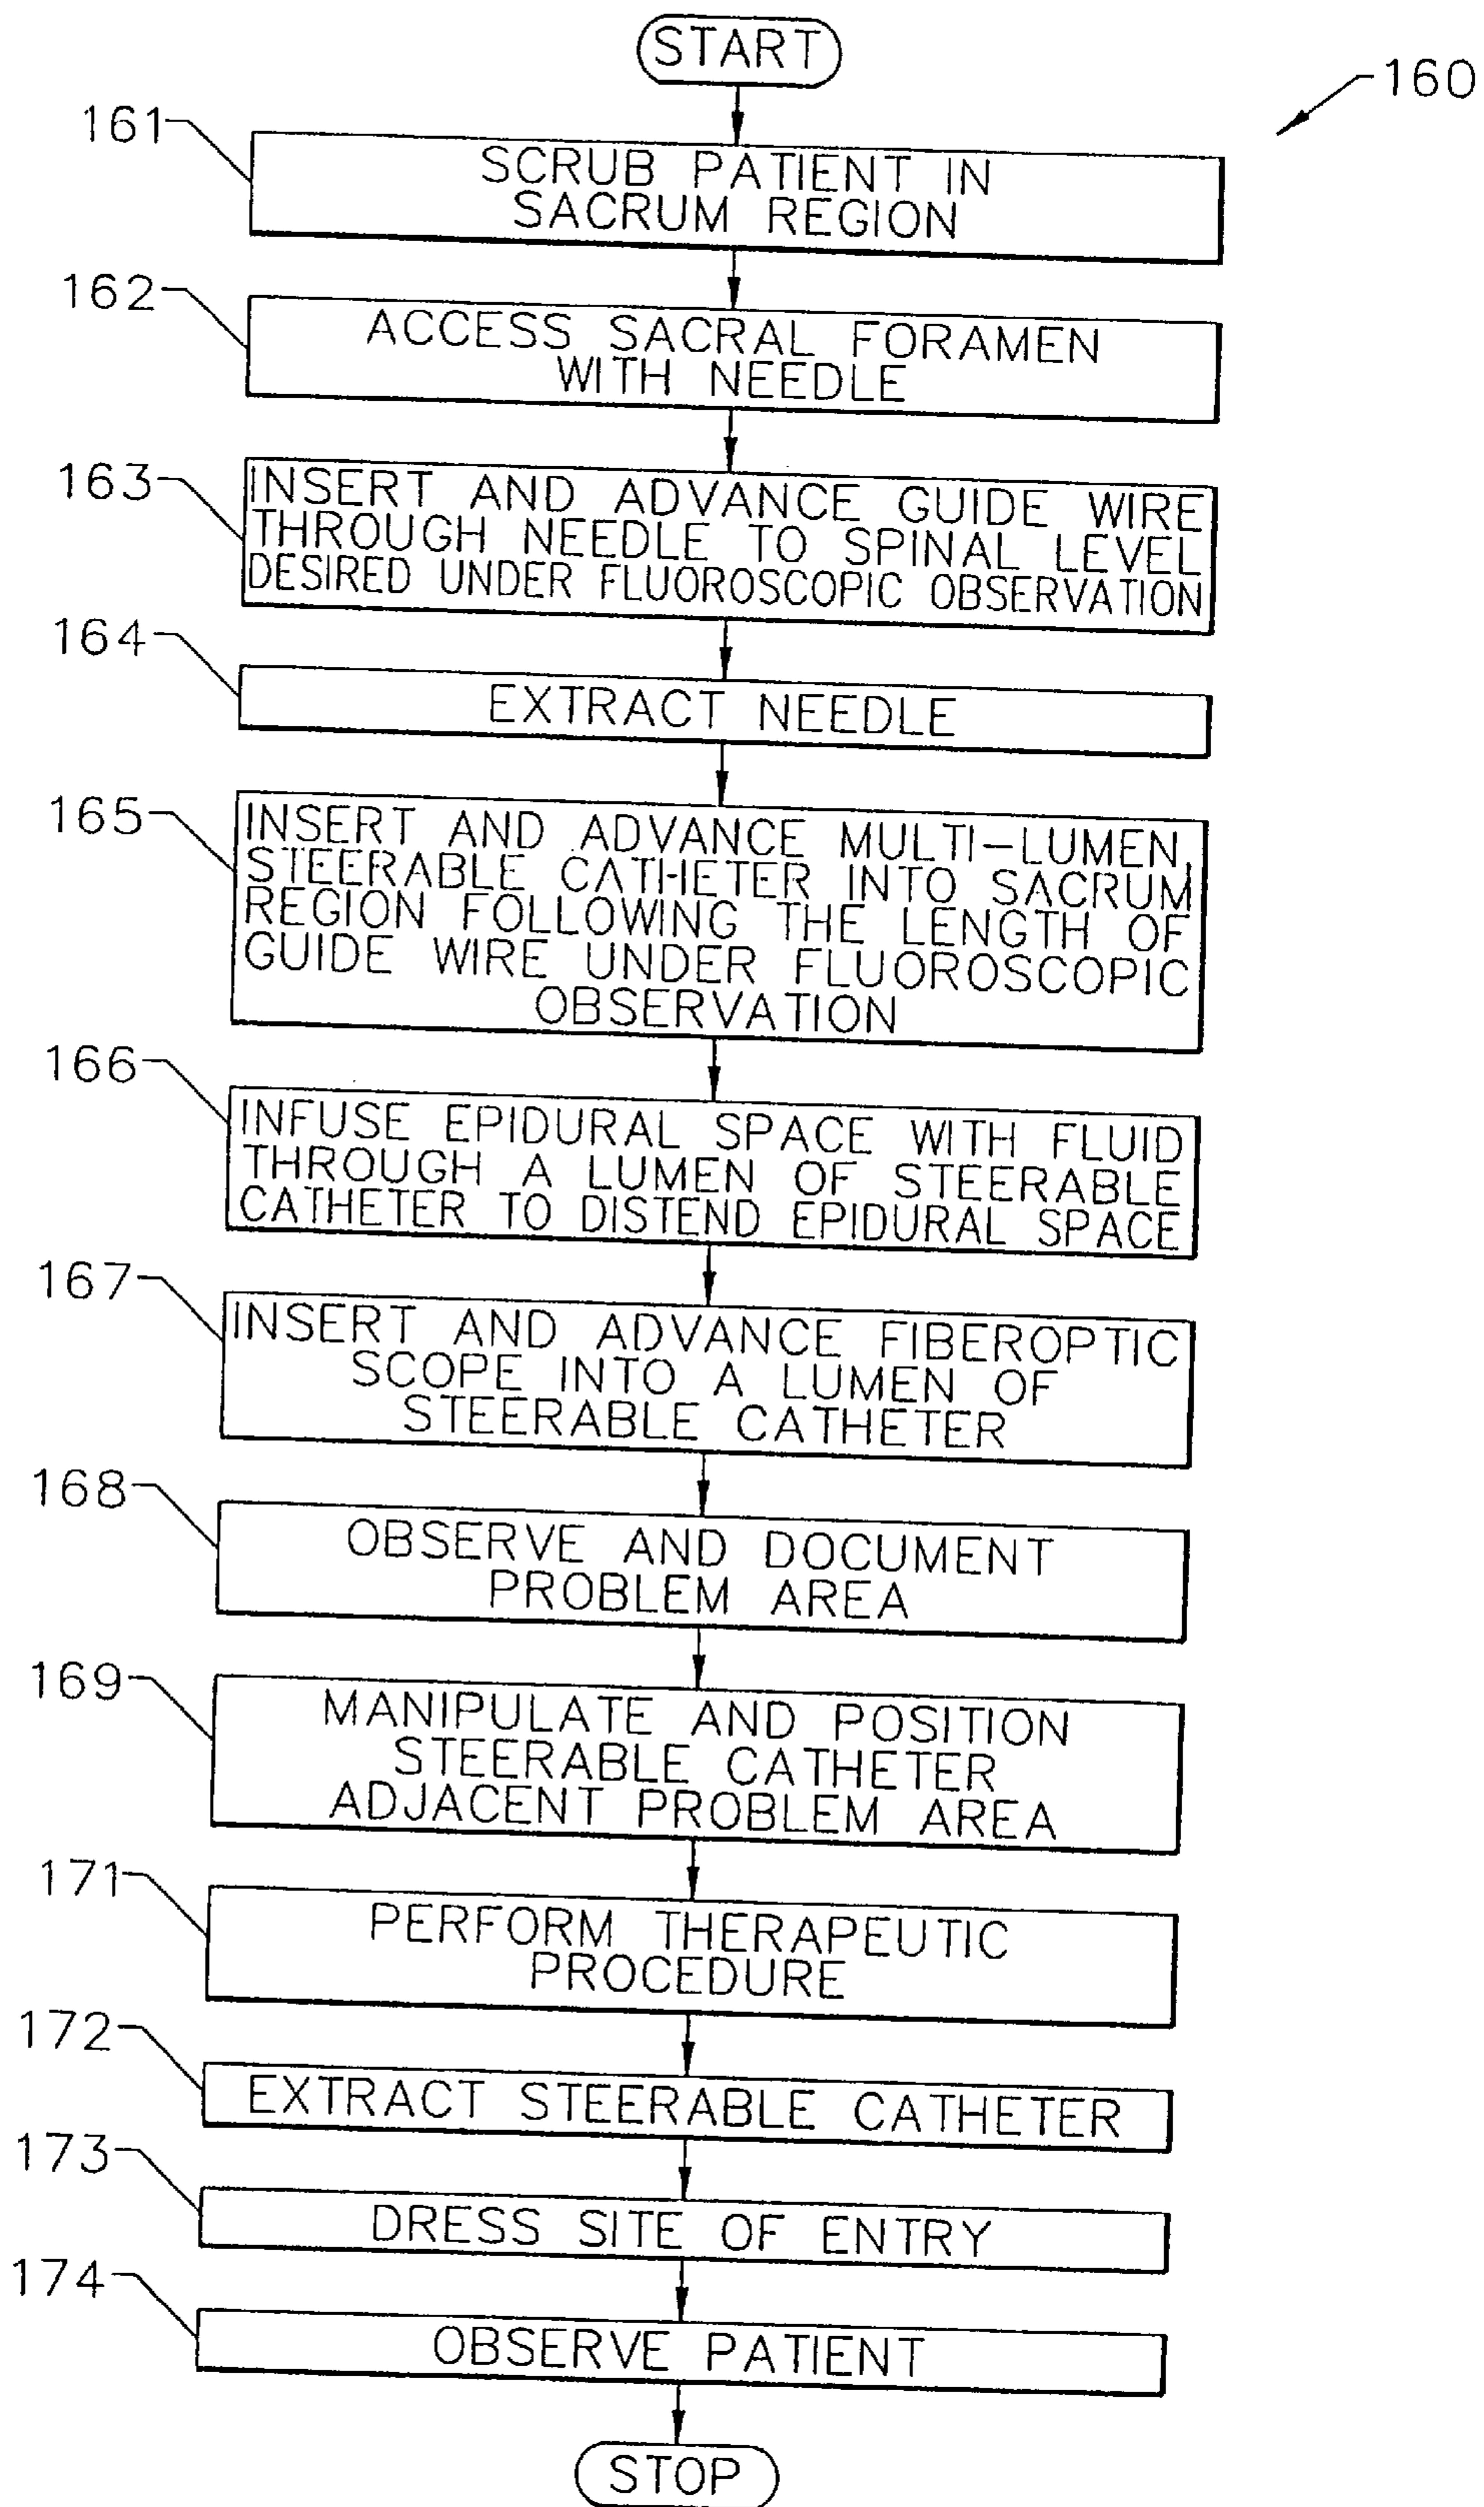 START
160
161
SCRUB PATIENT IN
SACRUM REGION
162
ACCESS SACRAL FORAMEN
WITH NEEDLE
163
INSERT AND ADVANCE GUIDE WIRE
THROUGH NEEDLE TO SPINAL LEVEL
DESIRED UNDER FLUOROSCOPIC OBSERVATION
164
EXTRACT NEEDLE
165
INSERT AND ADVANCE MULTI-LUMEN,
STEERABLE CATHETER INTO SACRUM
REGION FOLLOWING THE LENGTH OF
GUIDE WIRE UNDER FLUOROSCOPIC
OBSERVATION
166
INFUSE EPIDURAL SPACE WITH FLUID
THROUGH A LUMEN OF STEERABLE
CATHETER TO DISTEND EPIDURAL SPACE
167
INSERT AND ADVANCE FIBEROPTIC
SCOPE INTO A LUMEN OF
STEERABLE CATHETER
168
OBSERVE AND DOCUMENT
PROBLEM AREA
169
MANIPULATE AND POSITION
STEERABLE CATHETER
ADJACENT PROBLEM AREA
171
PERFORM THERAPEUTIC
PROCEDURE
172
EXTRACT STEERABLE CATHETER
173
DRESS SITE OF ENTRY
174
OBSERVE PATIENT
STOP